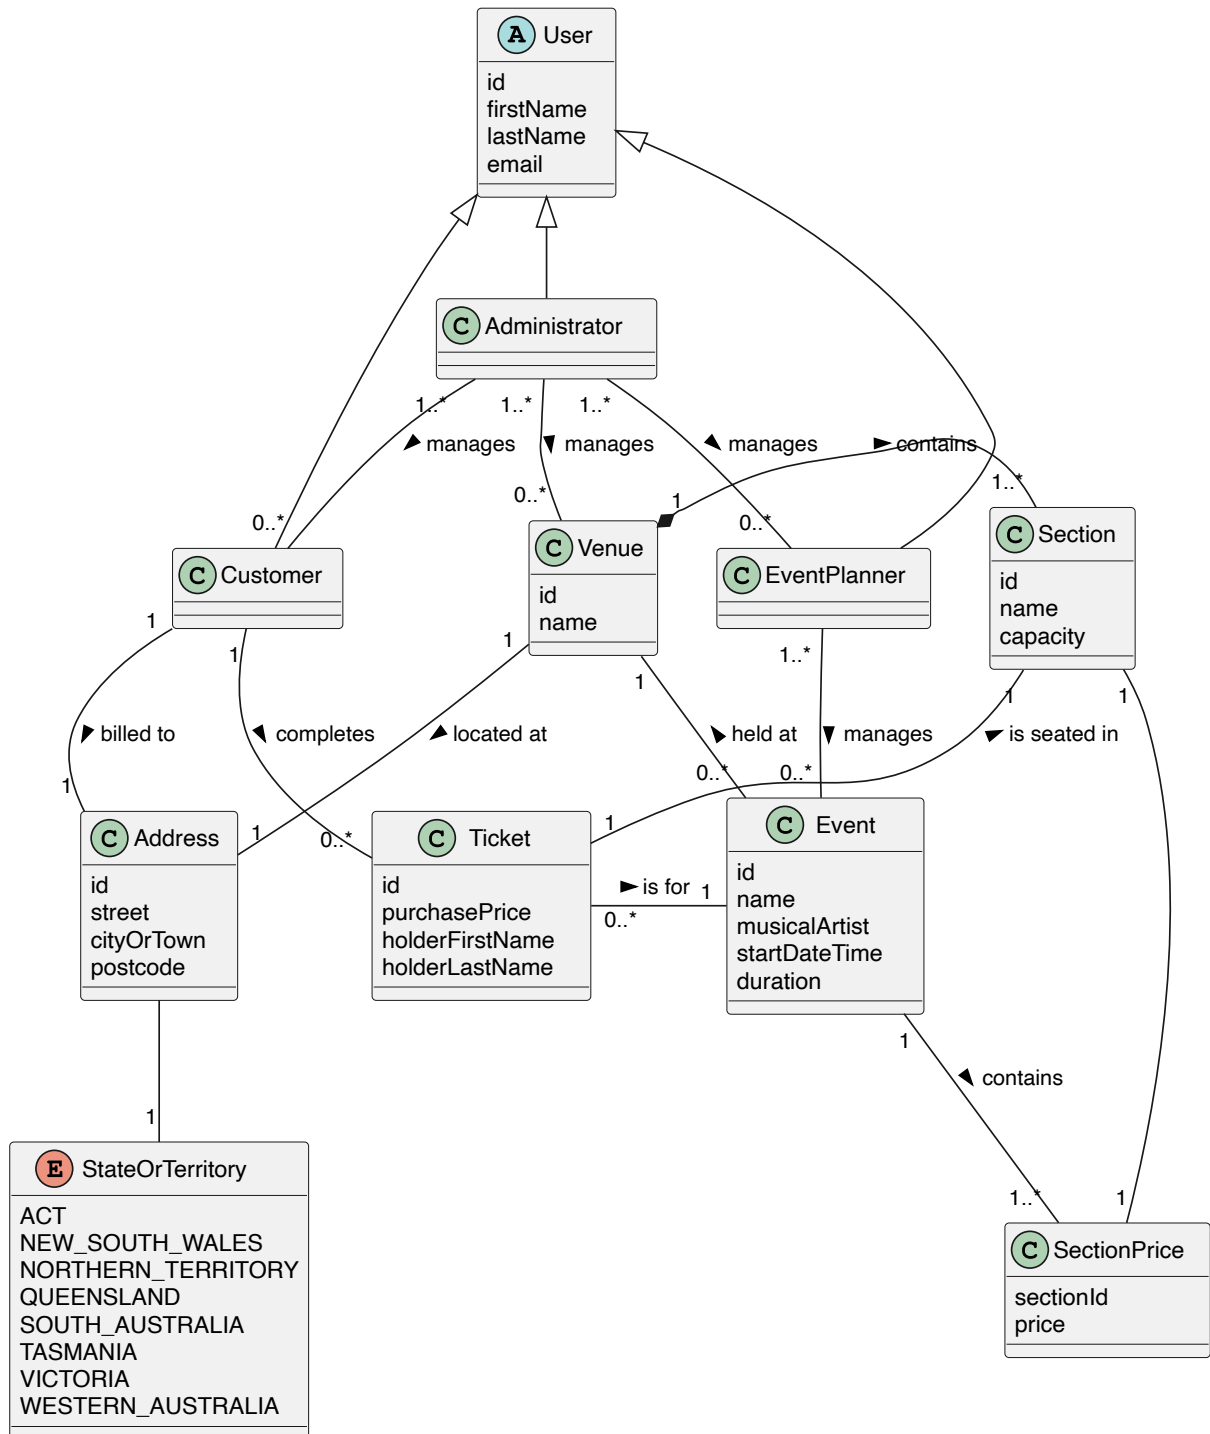 A User
id
firstName
lastName
email
C Administrator
1..* 1..* 1..*
manages manages manages contains
0..* 1 1..*
0..* 0..*
C Customer
C Venue
id
name
C EventPlanner
C Section
id
name
capacity
1 1 1 1 1..* 1 1
billed to completes located at held at manages is seated in
1 1 0..* 1 0..* 0..*
C Address
id
street
cityOrTown
postcode
C Ticket
id
purchasePrice
holderFirstName
holderLastName
is for 1
0..*
C Event
id
name
musicalArtist
startDateTime
duration
1
contains
1 1..* 1
E StateOrTerritory
ACT
NEW_SOUTH_WALES
NORTHERN_TERRITORY
QUEENSLAND
SOUTH_AUSTRALIA
TASMANIA
VICTORIA
WESTERN_AUSTRALIA
C SectionPrice
sectionId
price